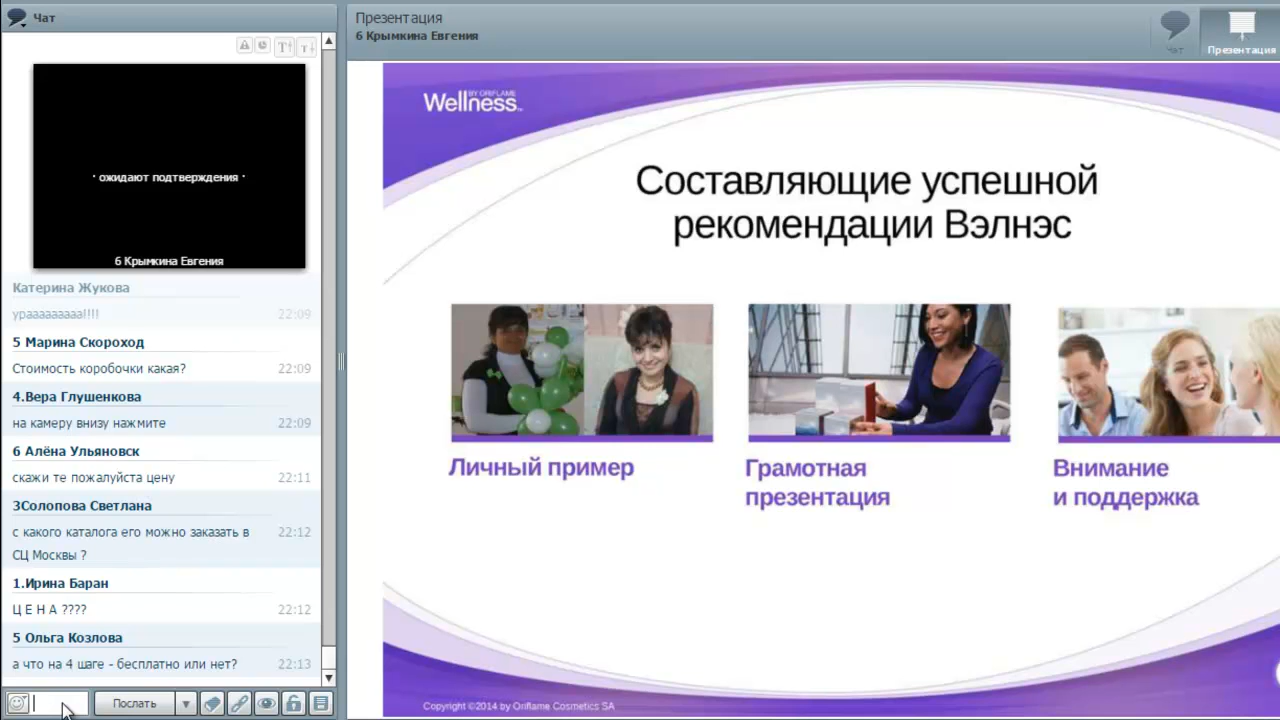 Чат
· ожидают подтверждения ·
6 Крымкина Евгения
Катерина Жукова
урааааааааа!!!!
22:09
5 Марина Скороход
Стоимость коробочки какая?
22:09
4.Вера Глушенкова
на камеру внизу нажмите
22:09
6 Алёна Ульяновск
скажи те пожалуйста цену
22:11
3Солопова Светлана
с какого каталога его можно заказать в
22:12
СЦ Москвы ?
1.Ирина Баран
Ц Е Н А ????
22:12
5 Ольга Козлова
а что на 4 шаге - бесплатно или нет?
22:13
Послать
Презентация
6 Крымкина Евгения
Чат
Презентация
BY ORIFLAME
Wellness™
Составляющие успешной
рекомендации Вэлнэс
Личный пример
Грамотная
презентация
Внимание
и поддержка
Copyright ©2014 by Oriflame Cosmetics SA